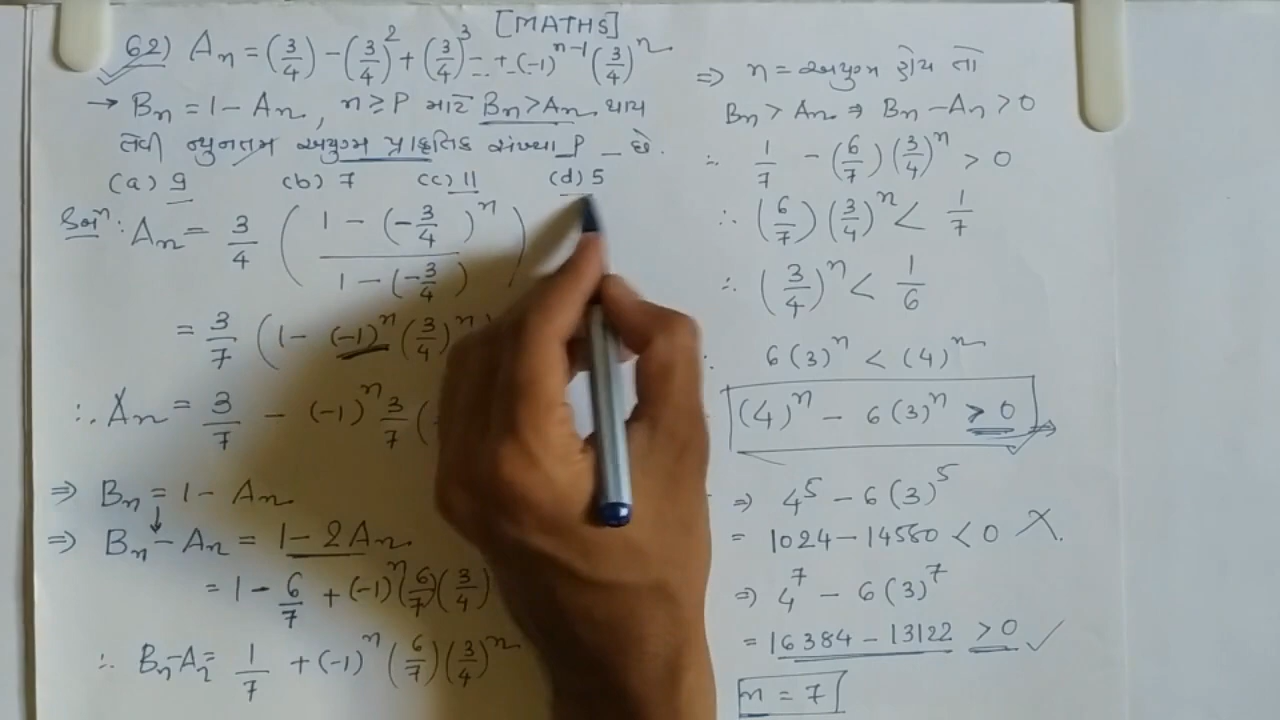 [MATHS]
62) An = (3/4) - (3/4)² + (3/4)³ - ... + (-1)ⁿ⁻¹ (3/4)ⁿ
→ Bn = 1 - An, n ≥ P માટે Bn > An થાય
તેવી ન્યુનતમ અયુગ્મ પ્રાકૃતિક સંખ્યા P _ છે.
(a) 9 (b) 7 (c) 11 (d) 5
An = 3/4 ( (1 - (-3/4)ⁿ) / (1 - (-3/4)) )
= 3/7 (1 - (-1)ⁿ (3/4)ⁿ)
∴ An = 3/7 - (-1)ⁿ 3/7 (
⇒ Bn = 1 - An
⇒ Bn - An = 1 - 2An
= 1 - 6/7 + (-1)ⁿ (6/7) (3/4)
∴ Bn - An = 1/7 + (-1)ⁿ (6/7) (3/4)ⁿ
⇒ n = અયુગ્મ હોય તો
Bn > An ⇒ Bn - An > 0
∴ 1/7 - (6/7) (3/4)ⁿ > 0
∴ (6/7) (3/4)ⁿ < 1/7
∴ (3/4)ⁿ < 1/6
∴ 6(3)ⁿ < (4)ⁿ
(4)ⁿ - 6(3)ⁿ > 0
⇒ 4⁵ - 6(3)⁵
= 1024 - 14580 < 0 ✗.
⇒ 4⁷ - 6(3)⁷
= 16384 - 13122 > 0 ✓
n = 7